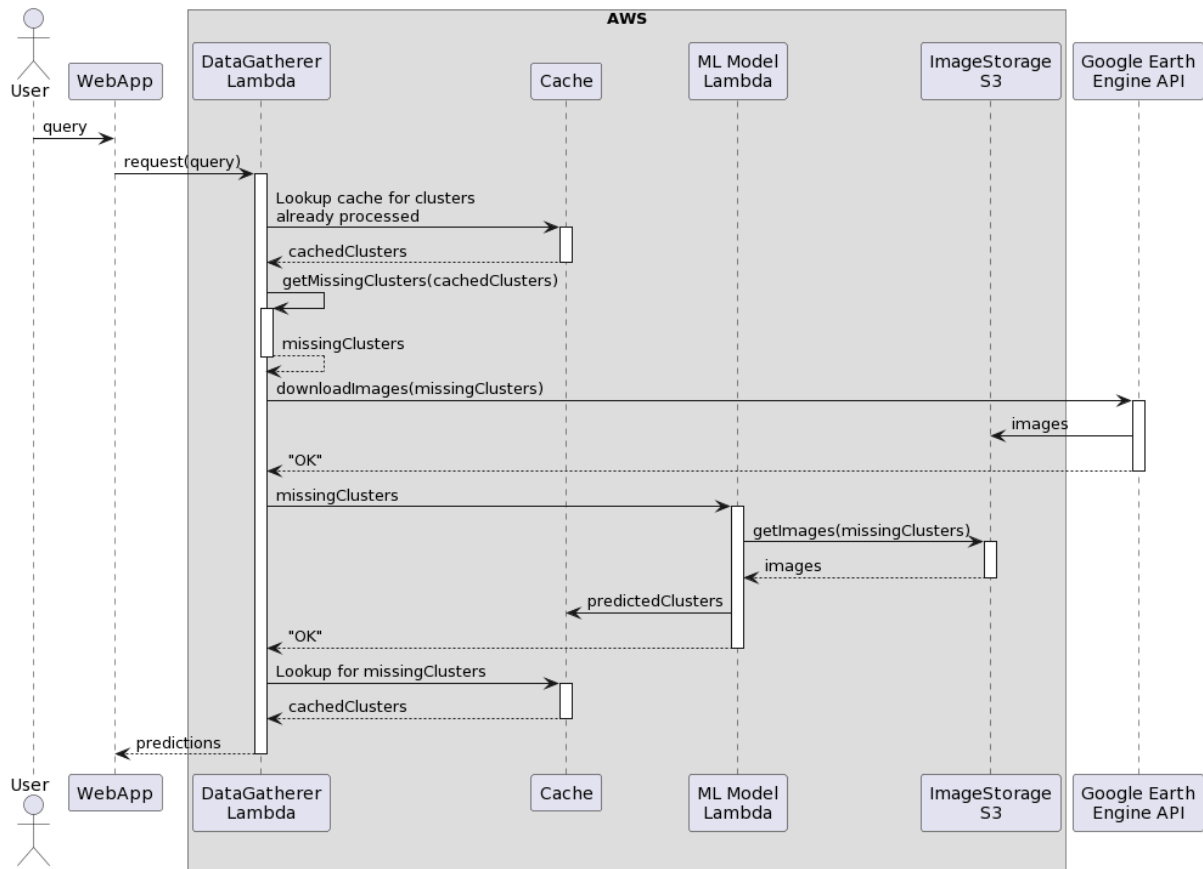 AWS
User
WebApp
DataGatherer
Lambda
Cache
ML Model
Lambda
ImageStorage
S3
Google Earth
Engine API
query
request(query)
Lookup cache for clusters
already processed
cachedClusters
getMissingClusters(cachedClusters)
missingClusters
downloadImages(missingClusters)
images
"OK"
missingClusters
getImages(missingClusters)
images
predictedClusters
"OK"
Lookup for missingClusters
cachedClusters
predictions
User
WebApp
DataGatherer
Lambda
Cache
ML Model
Lambda
ImageStorage
S3
Google Earth
Engine API